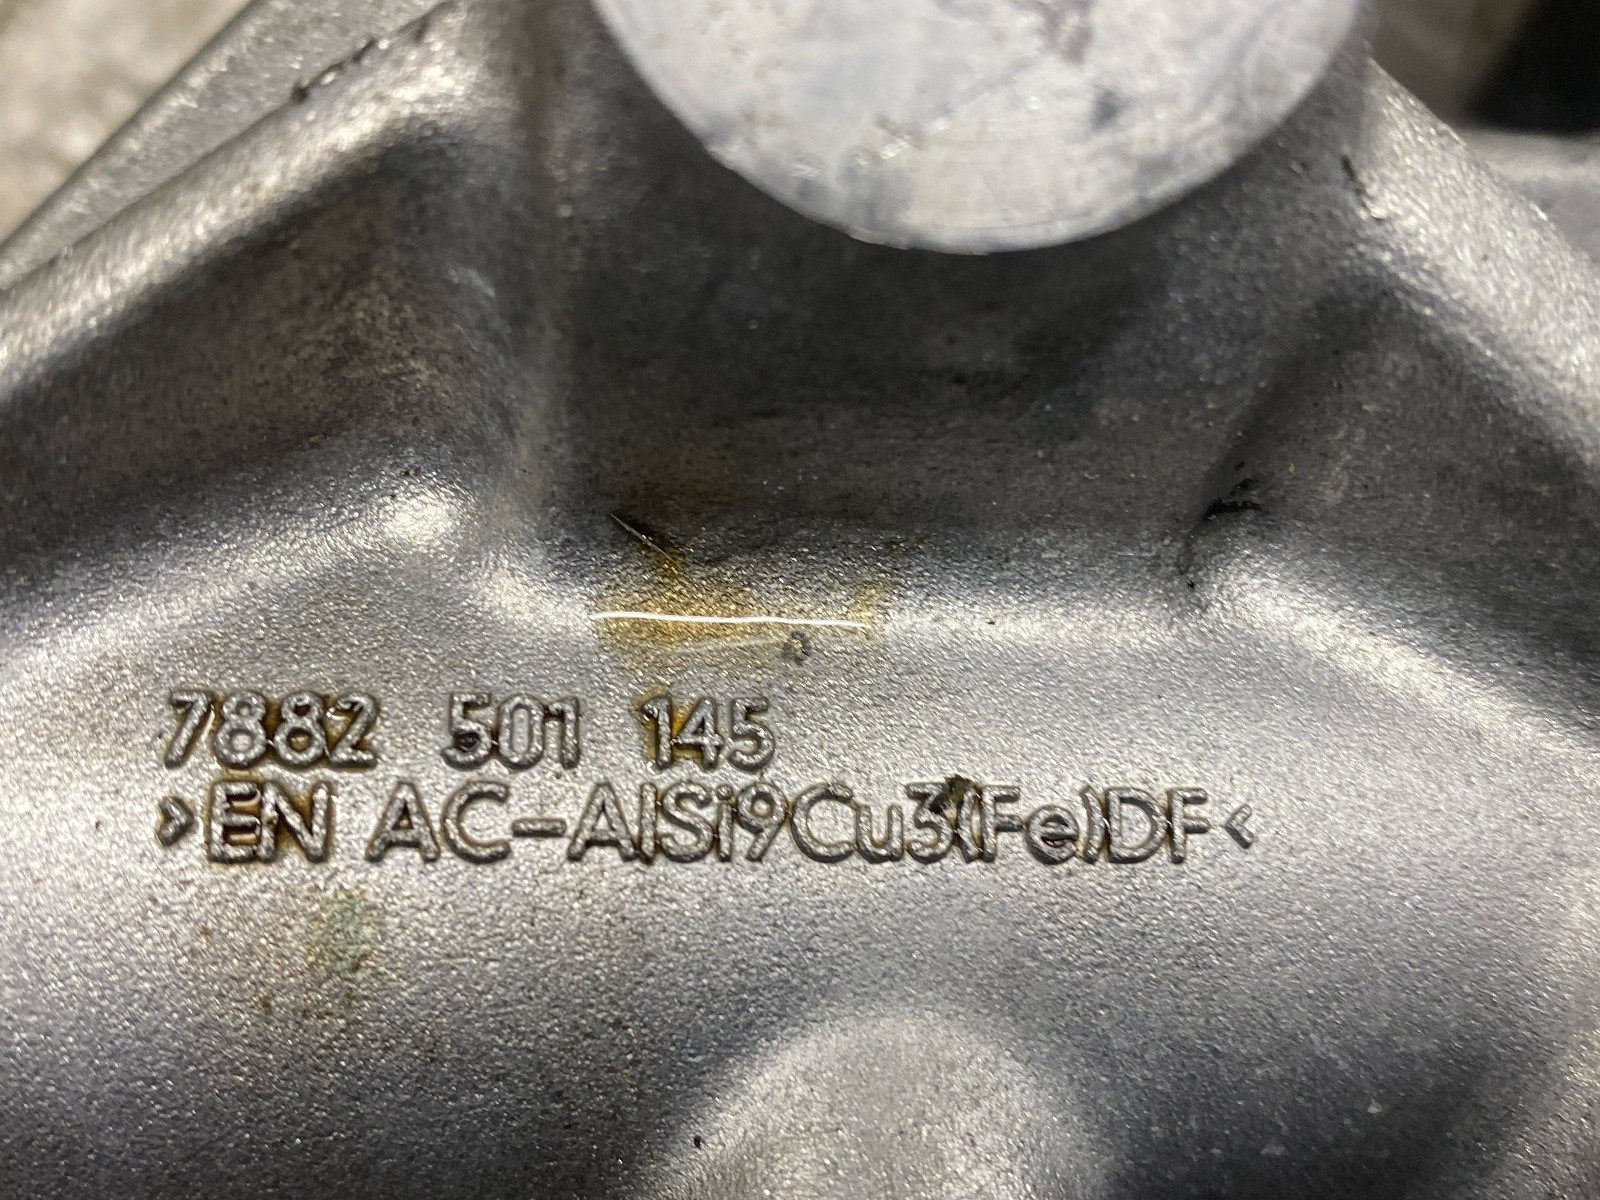 7882 501 145
>EN AC-AlSi9Cu3(Fe)DF<